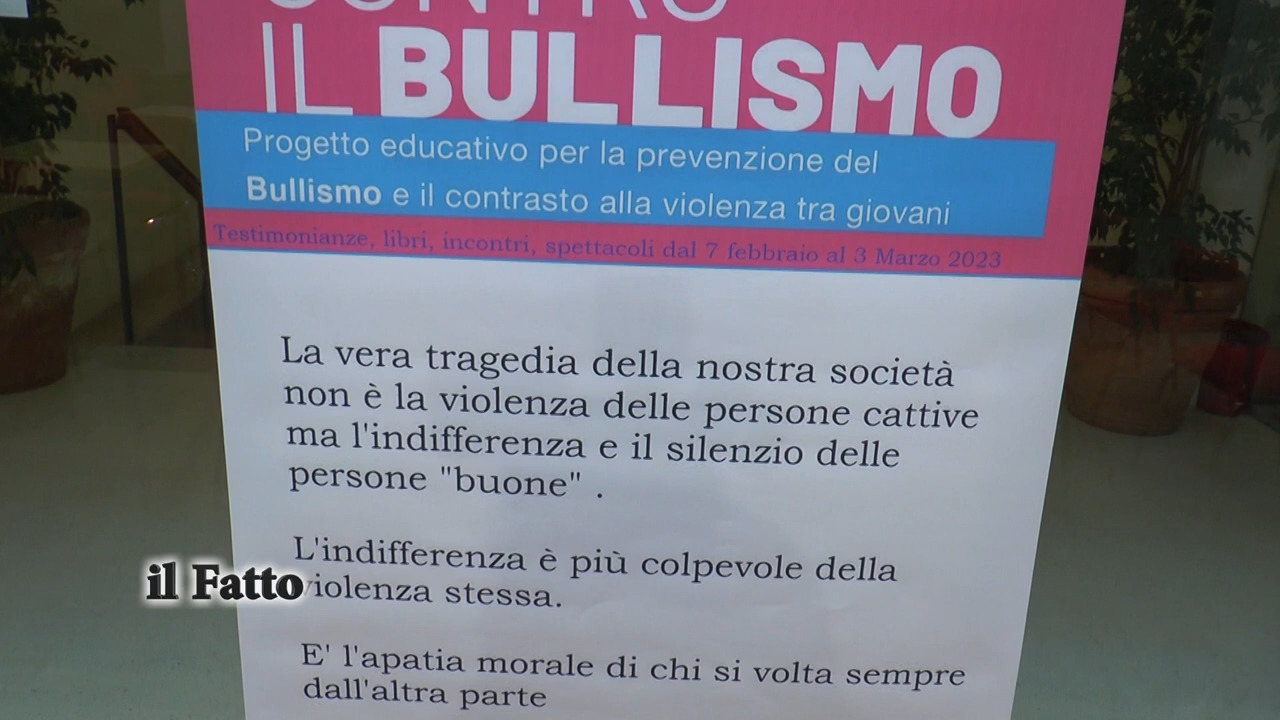 CONTRO
IL BULLISMO
Progetto educativo per la prevenzione del
Bullismo e il contrasto alla violenza tra giovani
Testimonianze, libri, incontri, spettacoli dal 7 febbraio al 3 Marzo 2023
La vera tragedia della nostra società
non è la violenza delle persone cattive
ma l'indifferenza e il silenzio delle
persone "buone" .
L'indifferenza è più colpevole della
violenza stessa.
E' l'apatia morale di chi si volta sempre
dall'altra parte
il Fatto